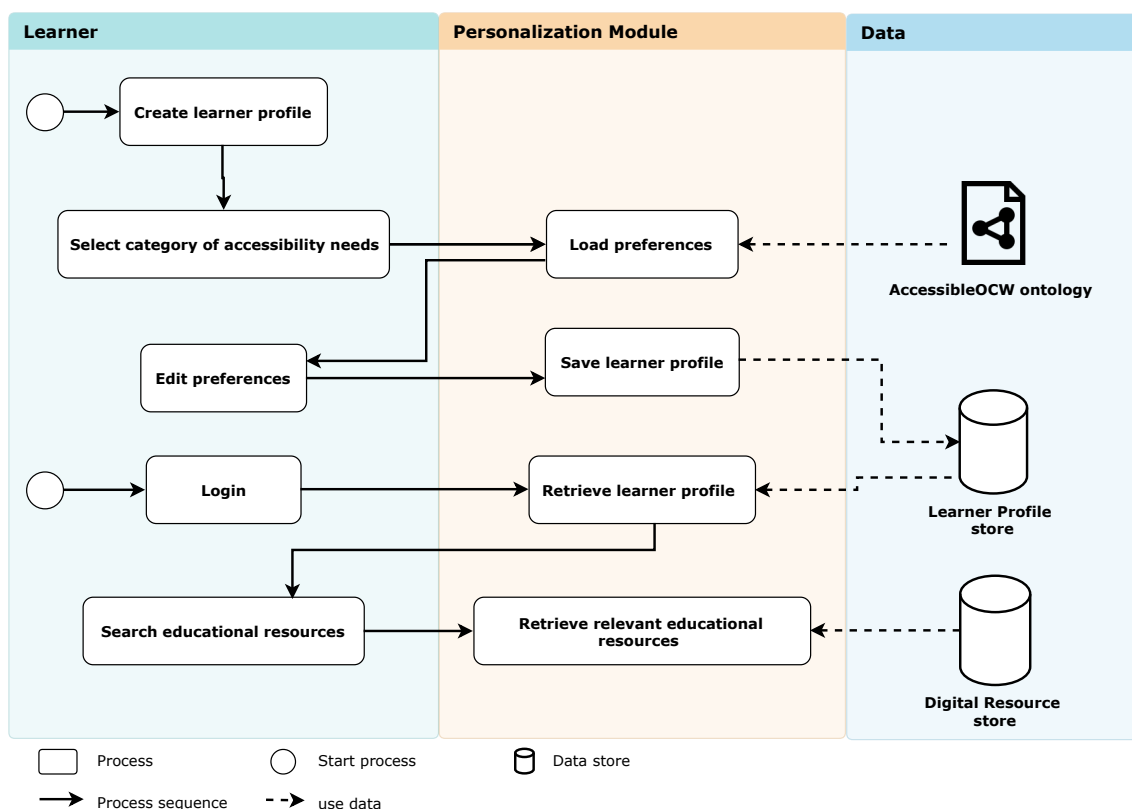 Learner
Personalization Module
Data
Create learner profile
Select category of accessibility needs
Load preferences
AccessibleOCW ontology
Edit preferences
Save learner profile
Login
Retrieve learner profile
Learner Profile
store
Search educational resources
Retrieve relevant educational
resources
Digital Resource
store
Process
Start process
Data store
Process sequence
use data